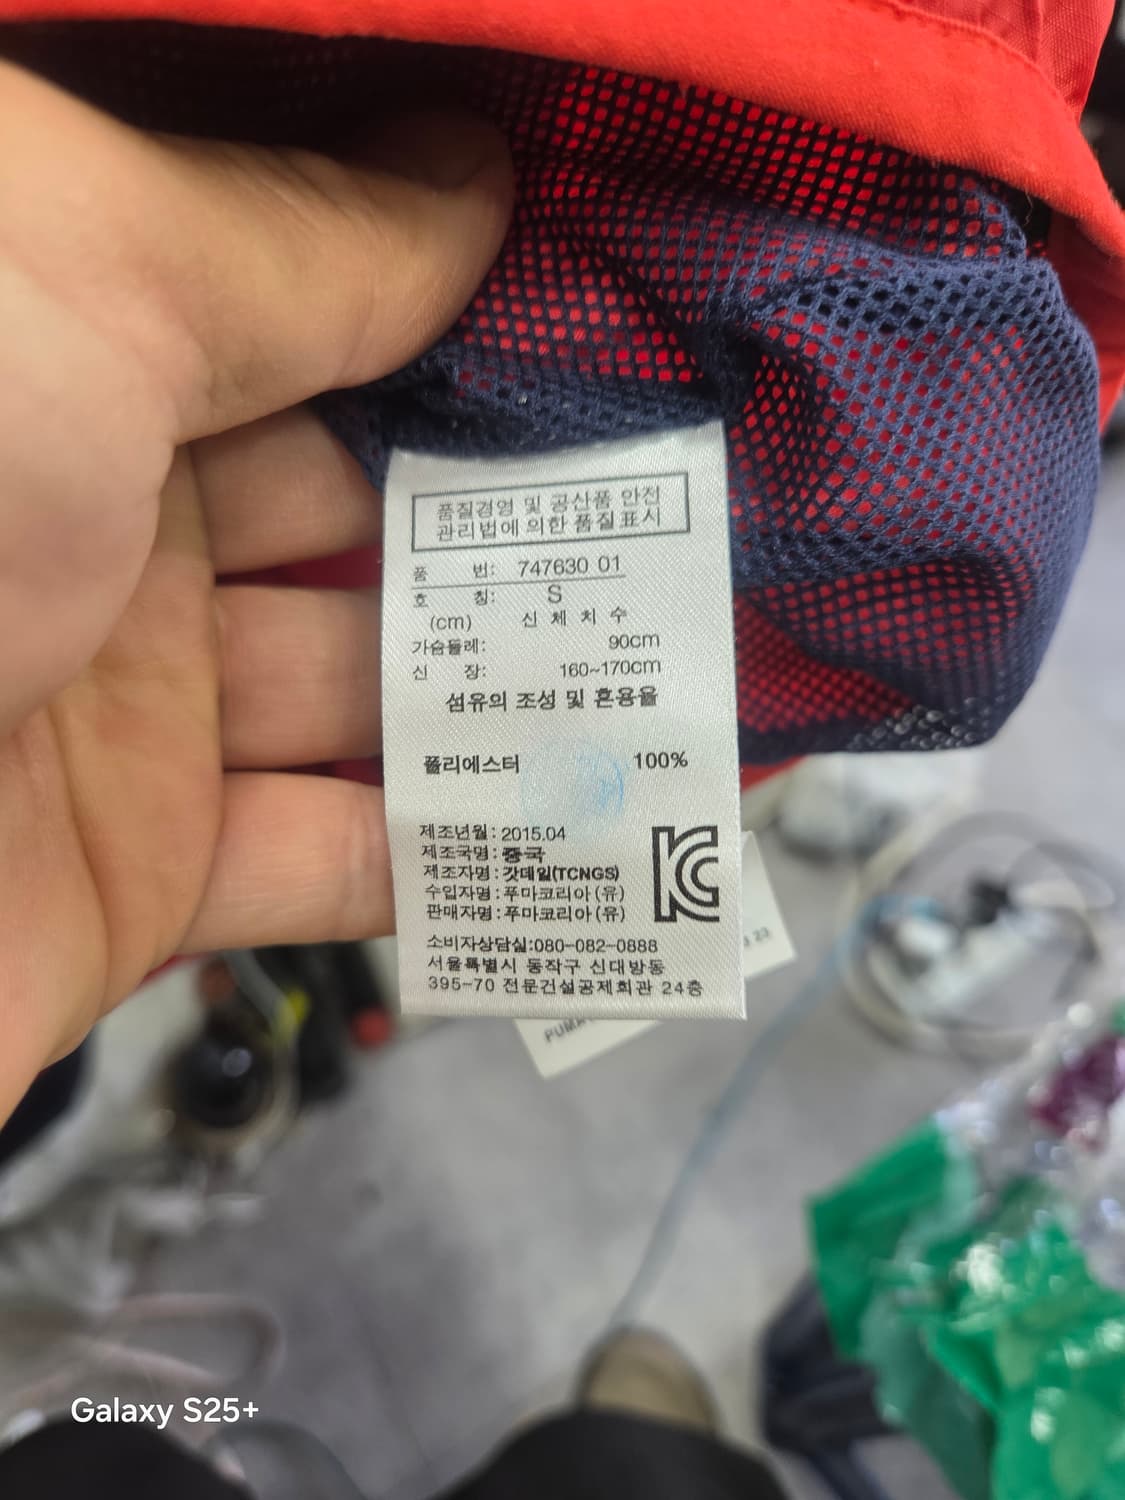 품질경영 및 공산품 안전
관리법에 의한 품질표시
품 번: 747630 01
호 칭: S
(cm) 신 체 치 수
가슴둘레: 90cm
신 장: 160~170cm
섬유의 조성 및 혼용율
폴리에스터 100%
제조년월: 2015.04
제조국명: 중국
제조자명: 갓데일(TCNGS)
수입자명: 푸마코리아 (유)
판매자명: 푸마코리아 (유)
KC
소비자상담실:080-082-0888
서울특별시 동작구 신대방동
395-70 전문건설공제회관 24층
PUMA
Galaxy S25+